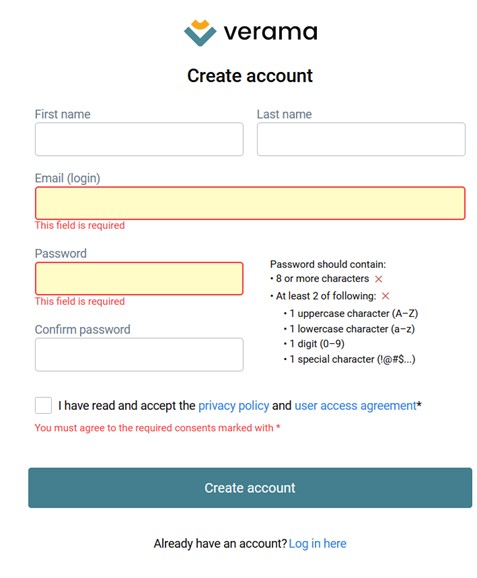 verama
Create account
First name
Last name
Email (login)
This field is required
Password
This field is required
Password should contain:
• 8 or more characters ×
• At least 2 of following: ×
• 1 uppercase character (A–Z)
• 1 lowercase character (a–z)
• 1 digit (0–9)
• 1 special character (!@#$...)
Confirm password
I have read and accept the privacy policy and user access agreement*
You must agree to the required consents marked with *
Create account
Already have an account? Log in here